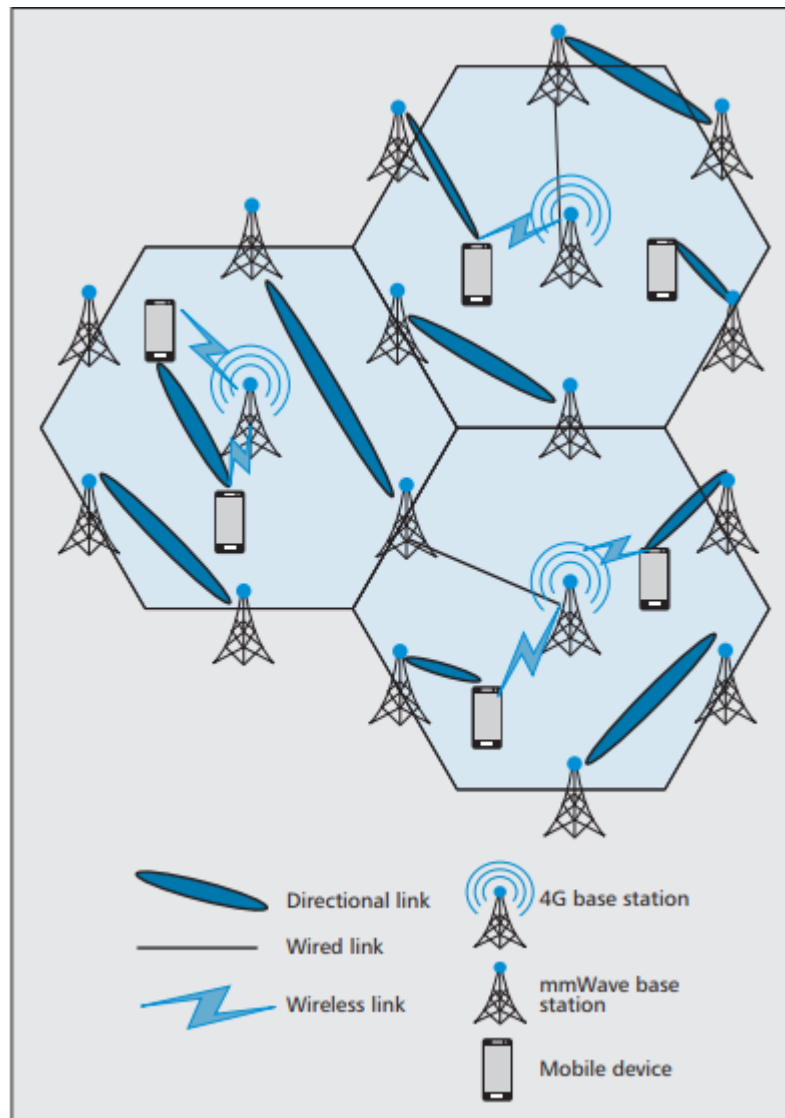 Directional link
4G base station
Wired link
Wireless link
mmWave base
station
Mobile device